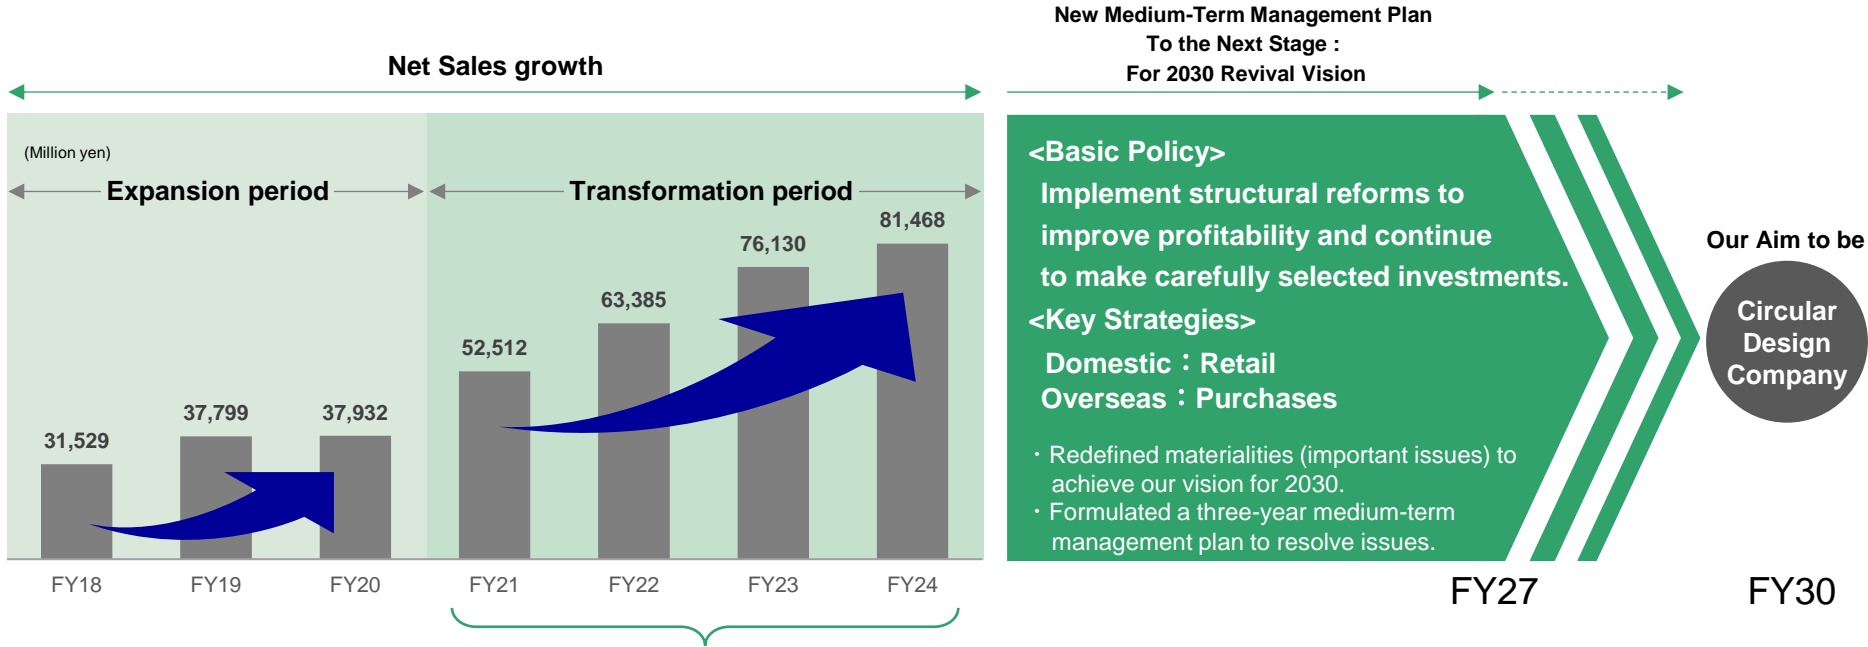 New Medium-Term Management Plan
To the Next Stage :
For 2030 Revival Vision
Net Sales growth
(Million yen)
Expansion period
Transformation period
31,529
37,799
37,932
52,512
63,385
76,130
81,468
FY18
FY19
FY20
FY21
FY22
FY23
FY24
<Basic Policy>
Implement structural reforms to
improve profitability and continue
to make carefully selected investments.
<Key Strategies>
Domestic：Retail
Overseas：Purchases
・Redefined materialities (important issues) to
achieve our vision for 2030.
・Formulated a three-year medium-term
management plan to resolve issues.
FY27
Our Aim to be
Circular
Design
Company
FY30